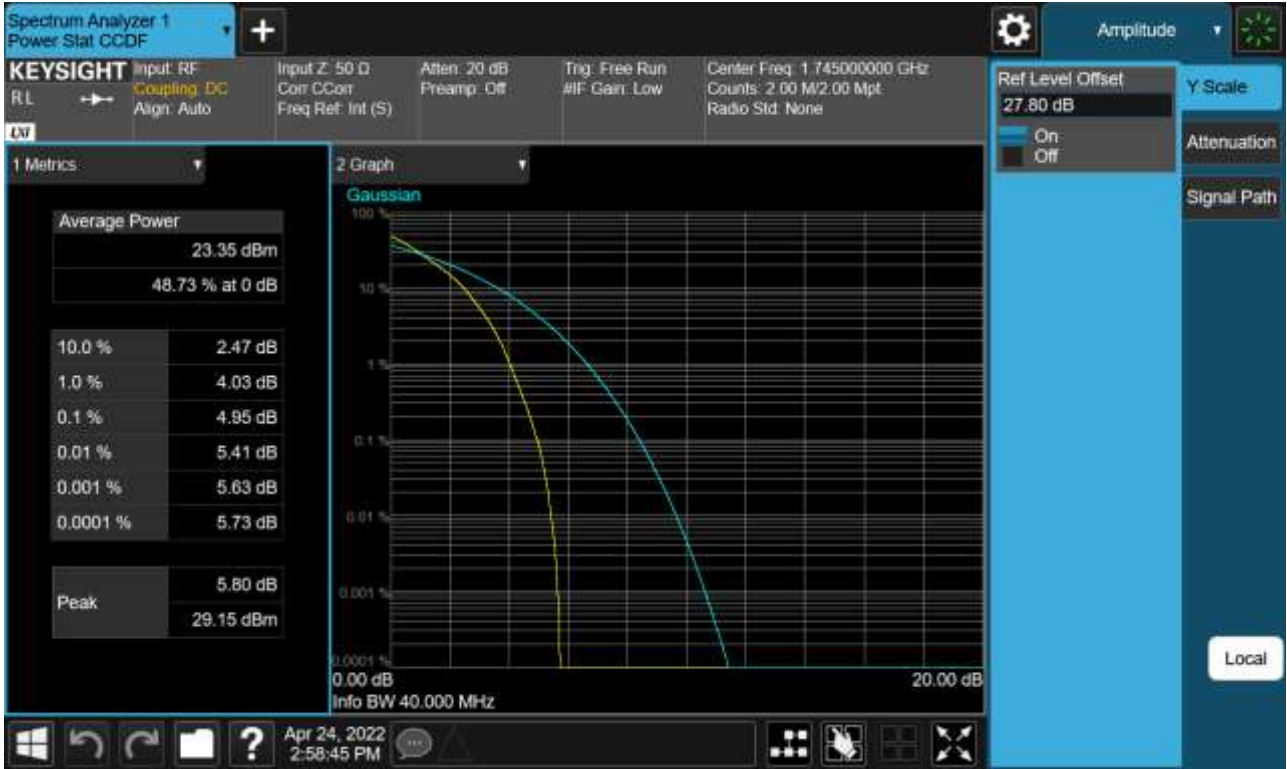 Spectrum Analyzer 1
Power Stat CCDF
Amplitude
KEYSIGHT
RL
LXI
Input: RF
Coupling: DC
Align: Auto
Input Z: 50 Ω
Corr CCorr
Freq Ref: Int (S)
Atten: 20 dB
Preamp: Off
Trig: Free Run
#IF Gain: Low
Center Freq: 1.745000000 GHz
Counts: 2.00 M/2.00 Mpt
Radio Std: None
Ref Level Offset
27.80 dB
On
Off
Y Scale
Attenuation
Signal Path
Local
1 Metrics
Average Power
23.35 dBm
48.73 % at 0 dB
10.0 % 2.47 dB
1.0 % 4.03 dB
0.1 % 4.95 dB
0.01 % 5.41 dB
0.001 % 5.63 dB
0.0001 % 5.73 dB
Peak
5.80 dB
29.15 dBm
2 Graph
Gaussian
100 %
10 %
1 %
0.1 %
0.01 %
0.001 %
0.0001 %
0.00 dB 20.00 dB
Info BW 40.000 MHz
?
Apr 24, 2022
2:58:45 PM